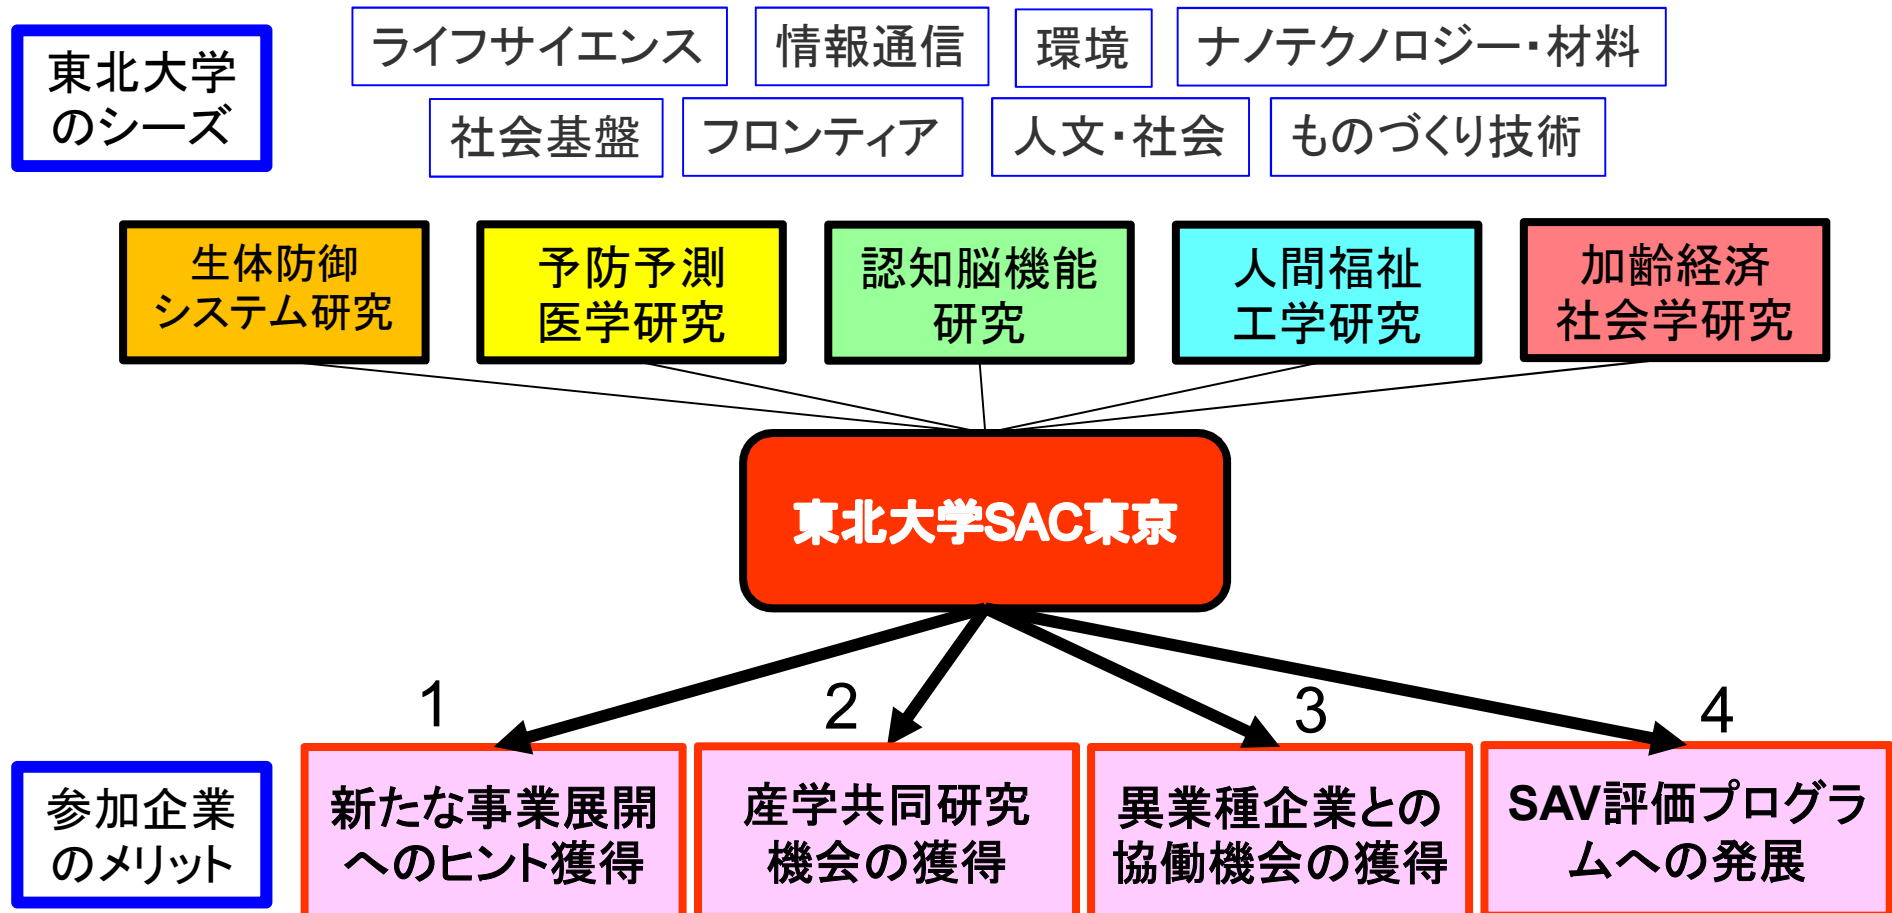 東北大学
のシーズ
ライフサイエンス
情報通信
環境
ナノテクノロジー・材料
社会基盤
フロンティア
人文・社会
ものづくり技術
生体防御
システム研究
予防予測
医学研究
認知脳機能
研究
人間福祉
工学研究
加齢経済
社会学研究
東北大学SAC東京
1
2
3
4
参加企業
のメリット
新たな事業展開
へのヒント獲得
産学共同研究
機会の獲得
異業種企業との
協働機会の獲得
SAV評価プログラ
ムへの発展